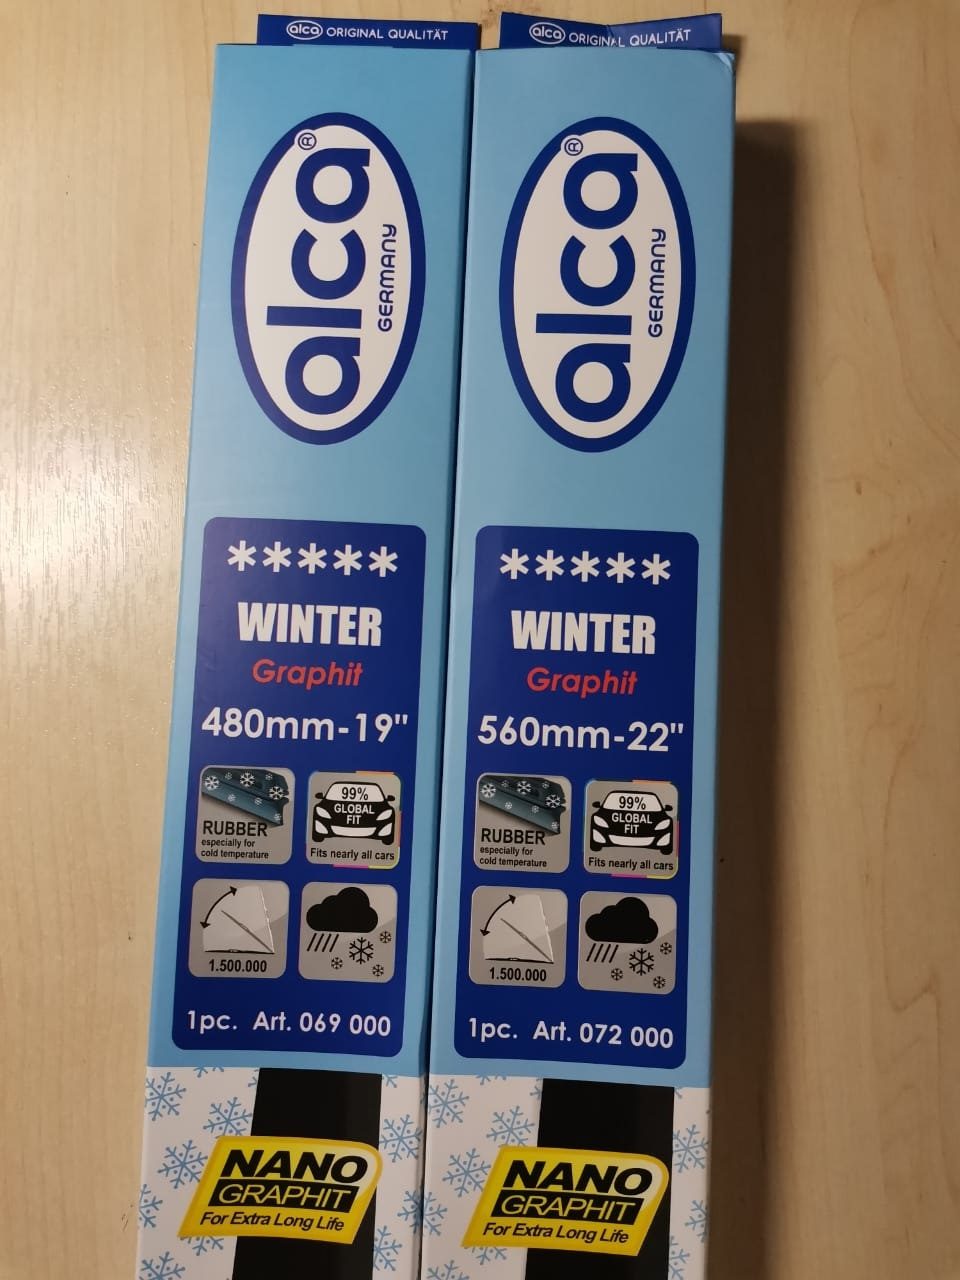 alca ORIGINAL QUALITÄT
alca®
GERMANY
*****
WINTER
Graphit
480mm-19"
RUBBER
especially for
cold temperature
99%
GLOBAL
FIT
Fits nearly all cars
1.500.000
1pc. Art. 069 000
NANO
GRAPHIT
For Extra Long Life
alca ORIGINAL QUALITÄT
alca®
GERMANY
*****
WINTER
Graphit
560mm-22"
RUBBER
especially for
cold temperature
99%
GLOBAL
FIT
Fits nearly all cars
1.500.000
1pc. Art. 072 000
NANO
GRAPHIT
For Extra Long Life